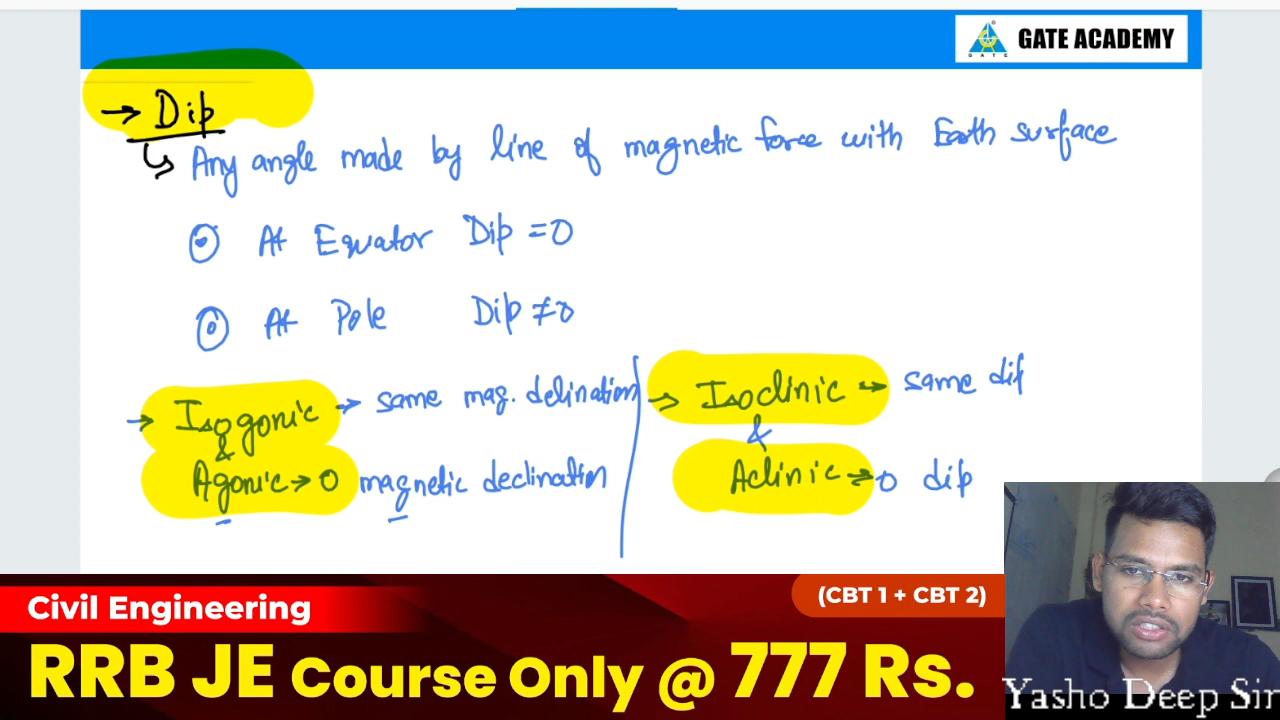 GATE ACADEMY
GATE
→ Dip
↳ Any angle made by line of magnetic force with Earth surface
⊙ At Equator Dip = 0
⊙ At Pole Dip ≠ 0
→ Isogonic → same mag. delination
&
Agonic → 0 magnetic declination
→ Isoclinic → same dip
&
Aclinic → 0 dip
Civil Engineering
(CBT 1 + CBT 2)
RRB JE Course Only @ 777 Rs.
Yasho Deep Sir